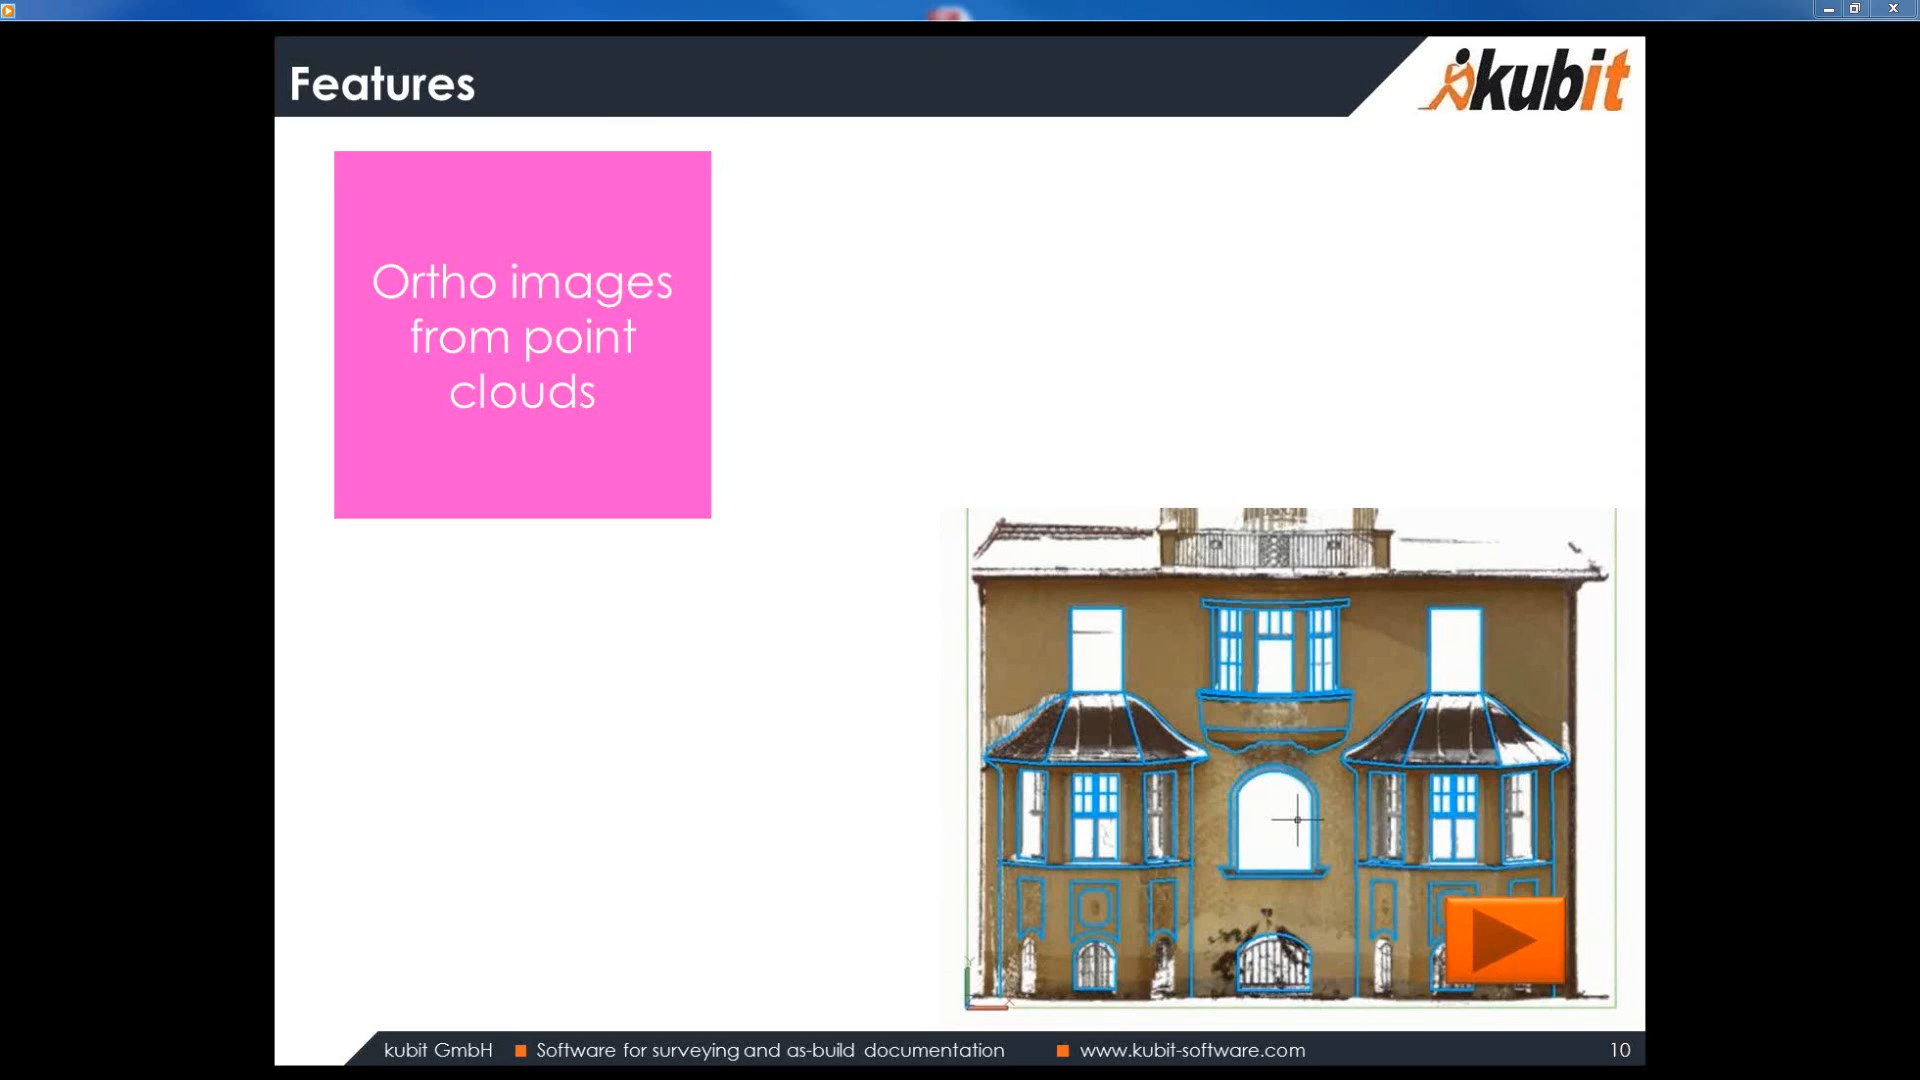 Features
kubit
Ortho images
from point
clouds
Y
X
kubit GmbH ■ Software for surveying and as-build documentation ■ www.kubit-software.com 10